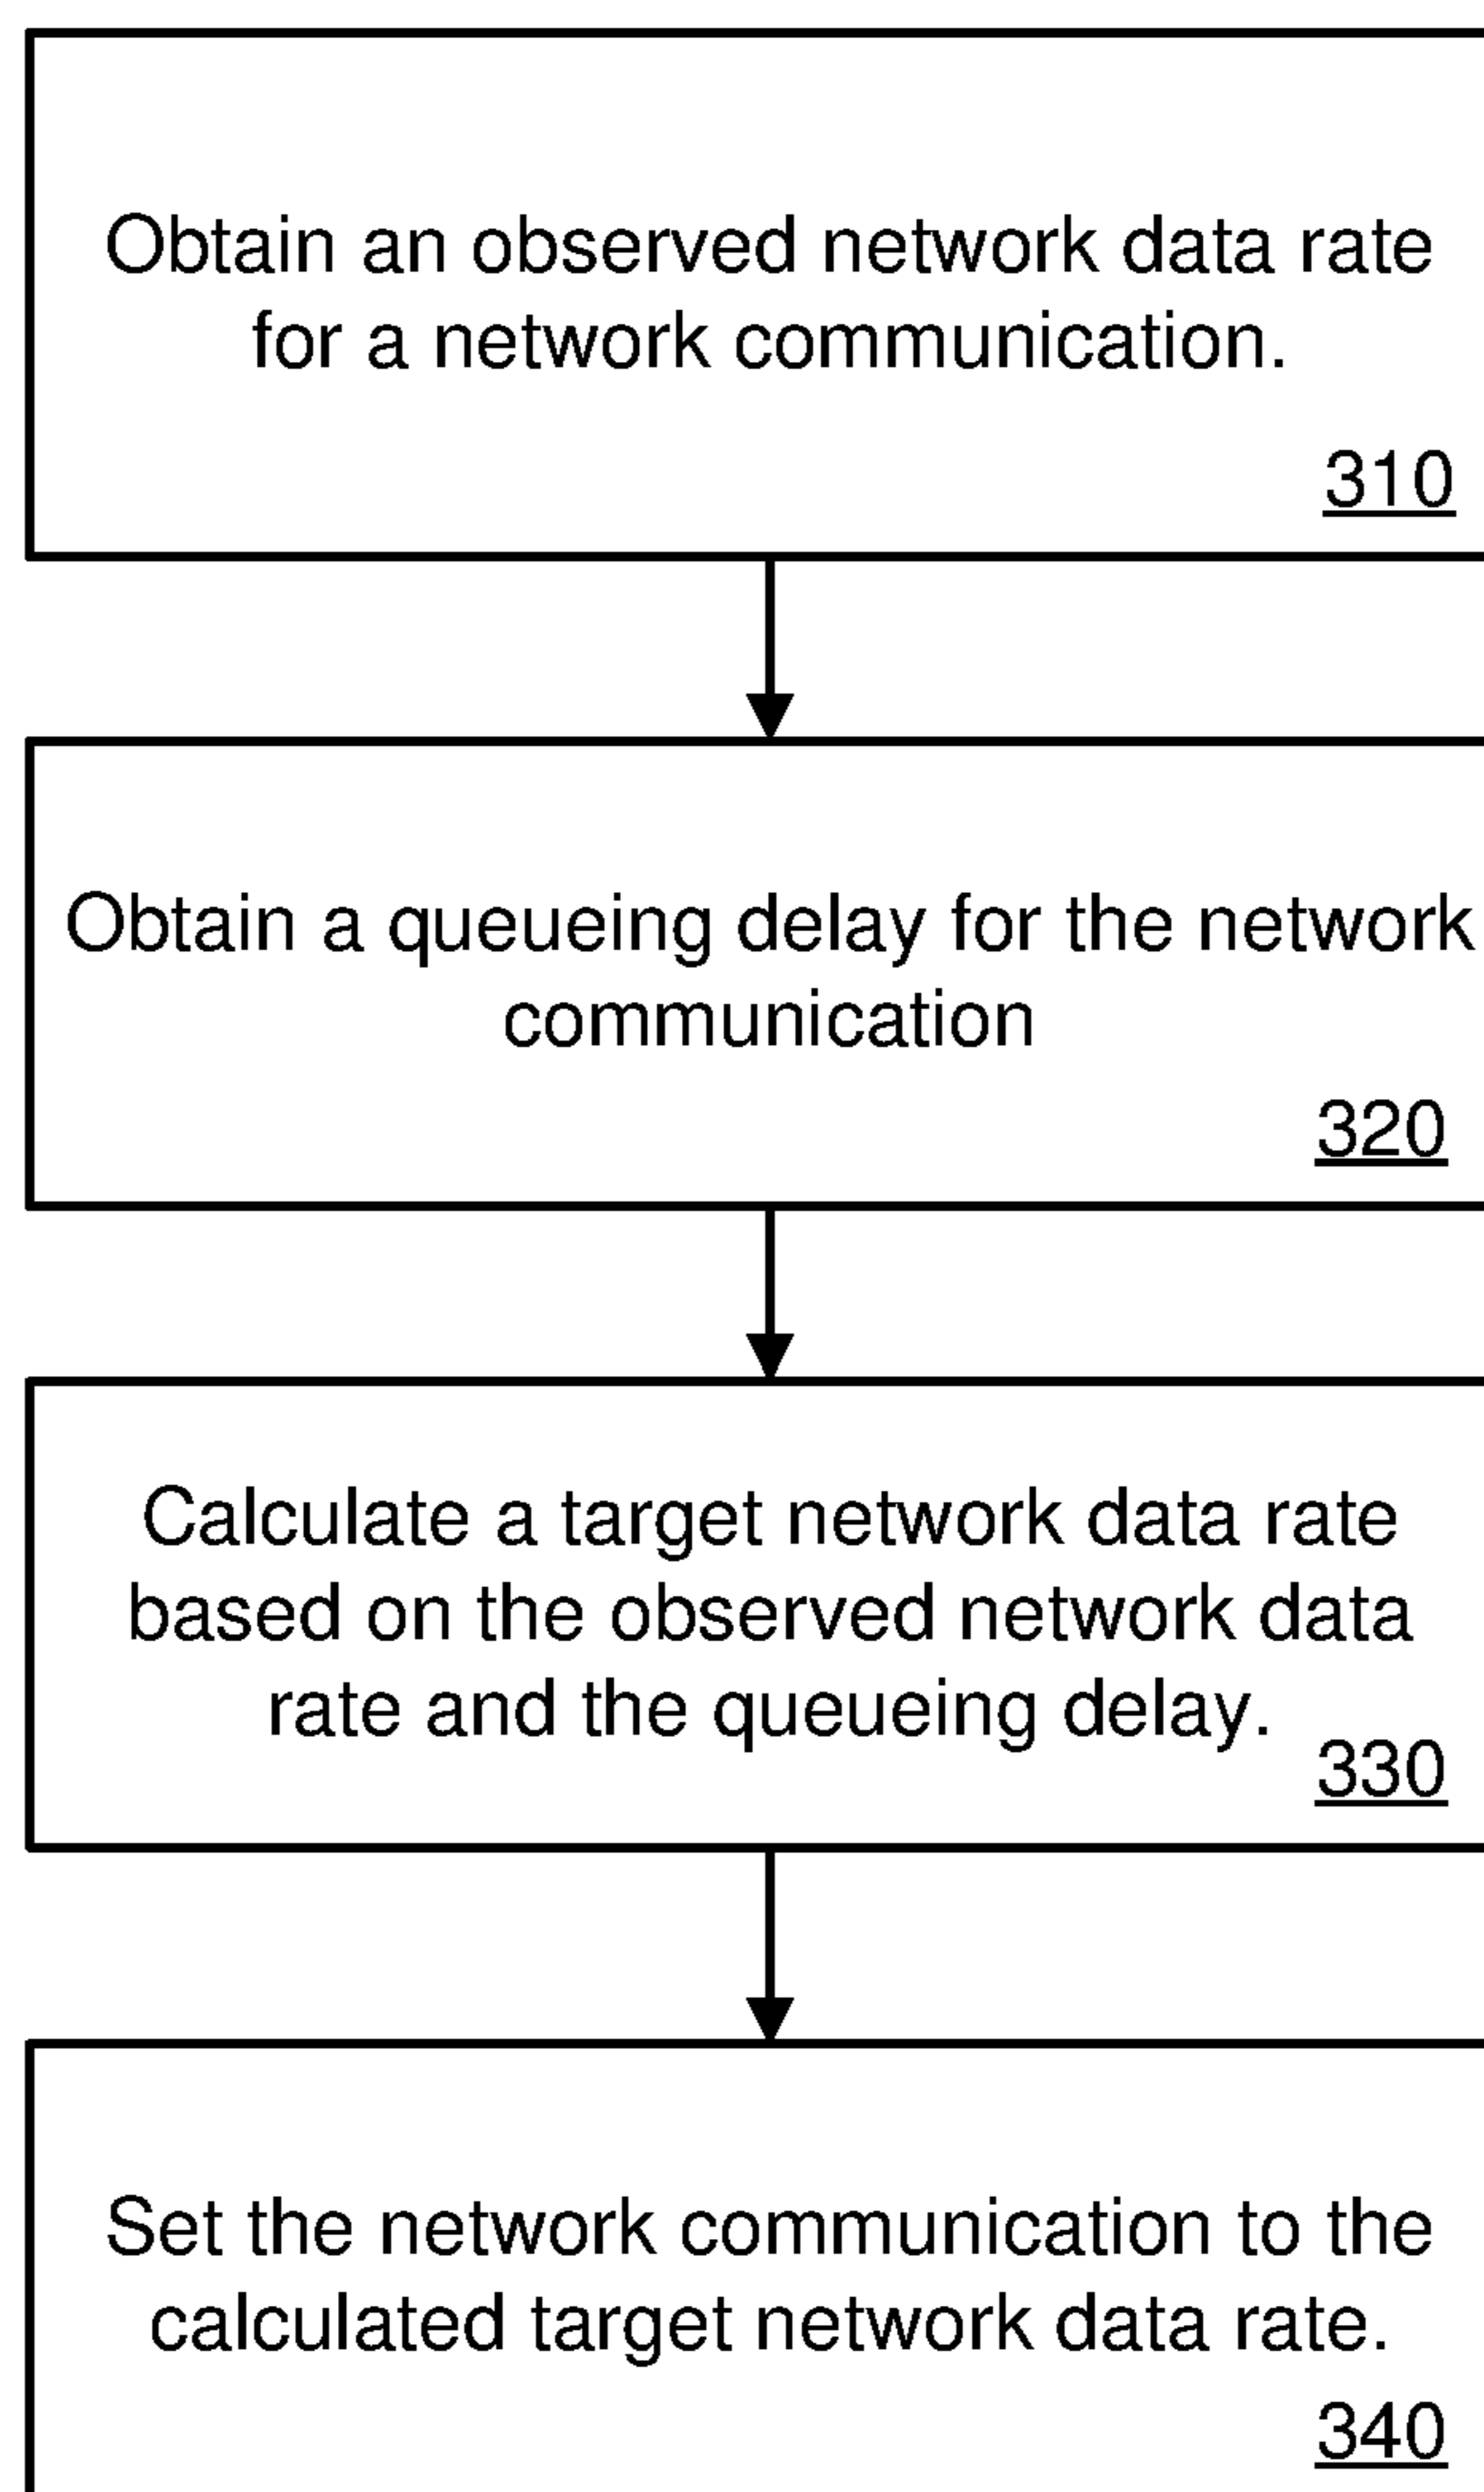 Obtain an observed network data rate
for a network communication.
310
Obtain a queueing delay for the network
communication
320
Calculate a target network data rate
based on the observed network data
rate and the queueing delay.
330
Set the network communication to the
calculated target network data rate.
340